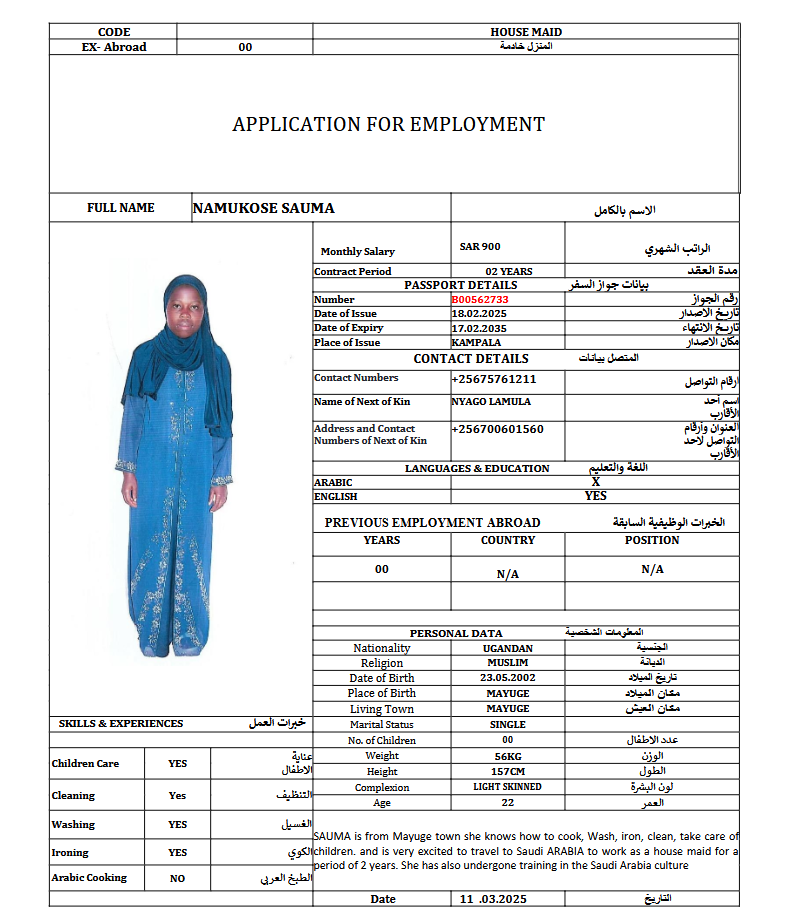 CODE HOUSE MAID
EX- Abroad 00 المنزل خادمة
APPLICATION FOR EMPLOYMENT
FULL NAME NAMUKOSE SAUMA الاسم بالكامل
Monthly Salary SAR 900 الراتب الشهري
Contract Period 02 YEARS مدة العقد
PASSPORT DETAILS بيانات جواز السفر
Number B00562733 رقم الجواز
Date of Issue 18.02.2025 تاريخ الاصدار
Date of Expiry 17.02.2035 تاريخ الانتهاء
Place of Issue KAMPALA مكان الاصدار
CONTACT DETAILS المتصل بيانات
Contact Numbers +25675761211 ارقام التواصل
Name of Next of Kin NYAGO LAMULA اسم أحد
الأقارب
Address and Contact +256700601560 العنوان وأرقام
Numbers of Next of Kin التواصل لاحد
الأقارب
LANGUAGES & EDUCATION اللغة والتعليم
ARABIC X
ENGLISH YES
PREVIOUS EMPLOYMENT ABROAD الخبرات الوظيفية السابقة
YEARS COUNTRY POSITION
00 N/A N/A
PERSONAL DATA المعلومات الشخصية
Nationality UGANDAN الجنسية
Religion MUSLIM الديانة
Date of Birth 23.05.2002 تاريخ الميلاد
Place of Birth MAYUGE مكان الميلاد
Living Town MAYUGE مكان العيش
Marital Status SINGLE
No. of Children 00 عدد الاطفال
Weight 56KG الوزن
Height 157CM الطول
Complexion LIGHT SKINNED لون البشرة
Age 22 العمر
SKILLS & EXPERIENCES خبرات العمل
Children Care YES عناية
الاطفال
Cleaning Yes التنظيف
Washing YES الغسيل
Ironing YES الكوي
Arabic Cooking NO الطبخ العربي
SAUMA is from Mayuge town she knows how to cook, Wash, iron, clean, take care of
children. and is very excited to travel to Saudi ARABIA to work as a house maid for a
period of 2 years. She has also undergone training in the Saudi Arabia culture
Date 11 .03.2025 التاريخ